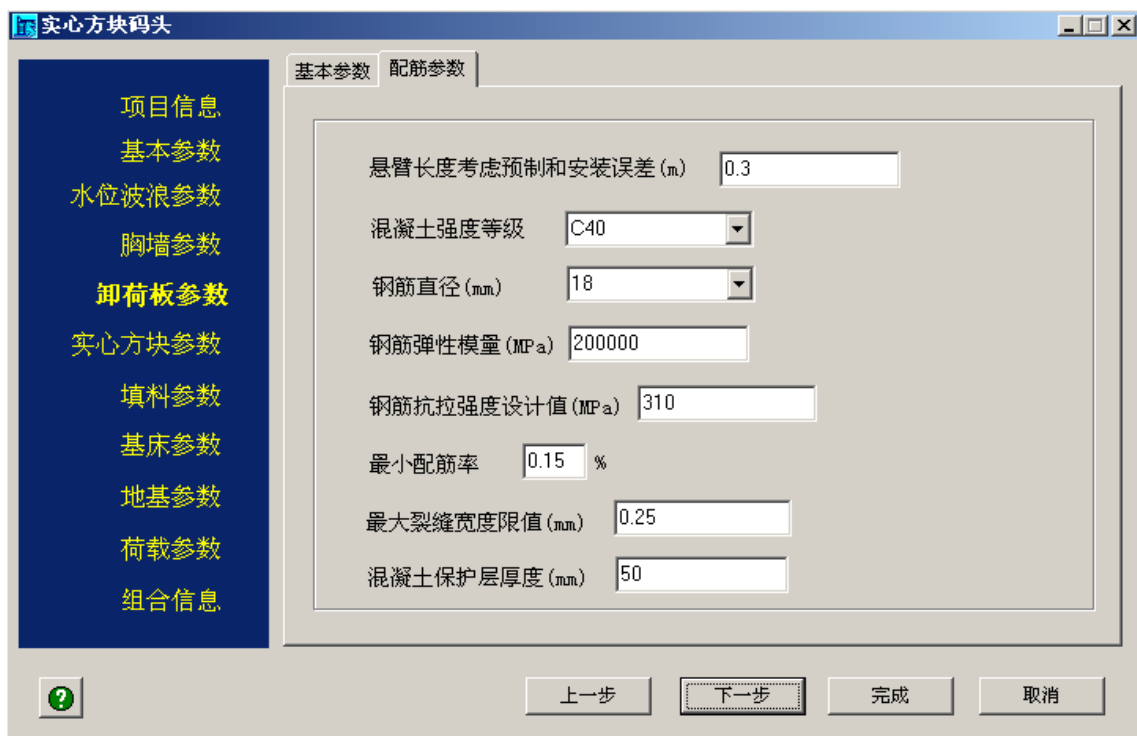 实心方块码头
项目信息
基本参数
水位波浪参数
胸墙参数
卸荷板参数
实心方块参数
填料参数
基床参数
地基参数
荷载参数
组合信息
基本参数 配筋参数
悬臂长度考虑预制和安装误差(m) 0.3
混凝土强度等级 C40
钢筋直径(mm) 18
钢筋弹性模量(MPa) 200000
钢筋抗拉强度设计值(MPa) 310
最小配筋率 0.15 %
最大裂缝宽度限值(mm) 0.25
混凝土保护层厚度(mm) 50
? 上一步 下一步 完成 取消